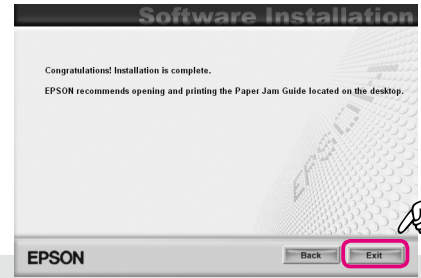 Software Installation
Congratulations! Installation is complete.
EPSON recommends opening and printing the Paper Jam Guide located on the desktop.
EPSON
EPSON
Back
Exit